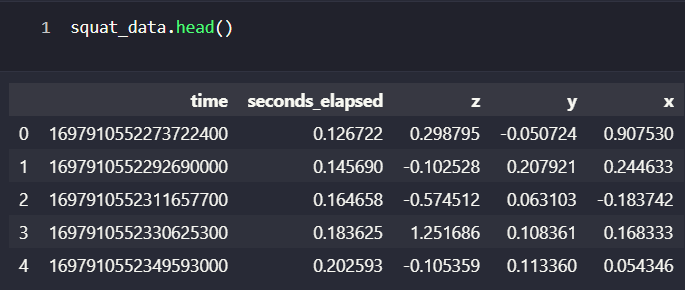 1 squat_data.head()
time seconds_elapsed z y x
0 1697910552273722400 0.126722 0.298795 -0.050724 0.907530
1 1697910552292690000 0.145690 -0.102528 0.207921 0.244633
2 1697910552311657700 0.164658 -0.574512 0.063103 -0.183742
3 1697910552330625300 0.183625 1.251686 0.108361 0.168333
4 1697910552349593000 0.202593 -0.105359 0.113360 0.054346